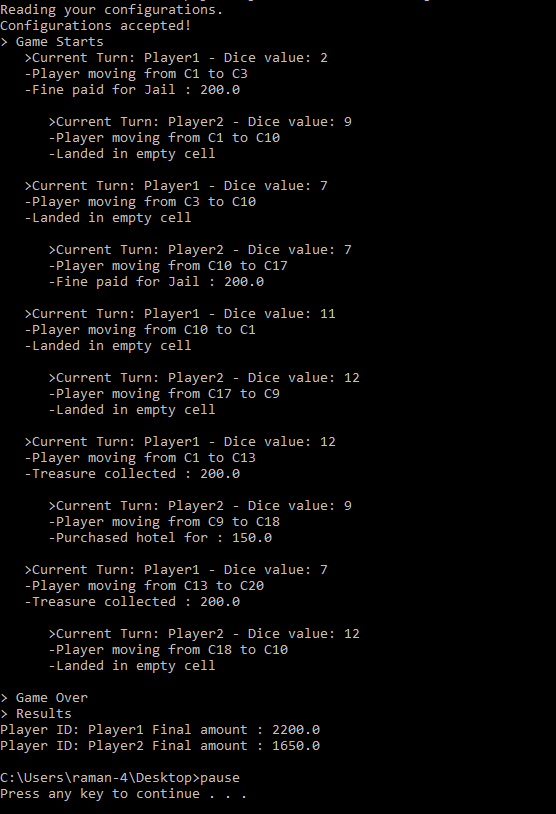 Reading your configurations.
Configurations accepted!
> Game Starts
>Current Turn: Player1 - Dice value: 2
-Player moving from C1 to C3
-Fine paid for Jail : 200.0
>Current Turn: Player2 - Dice value: 9
-Player moving from C1 to C10
-Landed in empty cell
>Current Turn: Player1 - Dice value: 7
-Player moving from C3 to C10
-Landed in empty cell
>Current Turn: Player2 - Dice value: 7
-Player moving from C10 to C17
-Fine paid for Jail : 200.0
>Current Turn: Player1 - Dice value: 11
-Player moving from C10 to C1
-Landed in empty cell
>Current Turn: Player2 - Dice value: 12
-Player moving from C17 to C9
-Landed in empty cell
>Current Turn: Player1 - Dice value: 12
-Player moving from C1 to C13
-Treasure collected : 200.0
>Current Turn: Player2 - Dice value: 9
-Player moving from C9 to C18
-Purchased hotel for : 150.0
>Current Turn: Player1 - Dice value: 7
-Player moving from C13 to C20
-Treasure collected : 200.0
>Current Turn: Player2 - Dice value: 12
-Player moving from C18 to C10
-Landed in empty cell
> Game Over
> Results
Player ID: Player1 Final amount : 2200.0
Player ID: Player2 Final amount : 1650.0
C:\Users\raman-4\Desktop>pause
Press any key to continue . . .